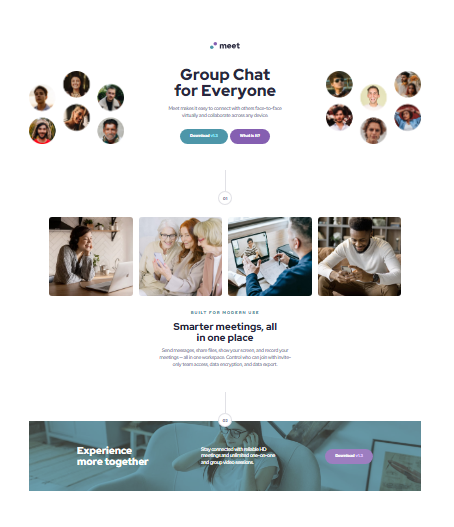 meet
Group Chat
for Everyone
Meet makes it easy to connect with others face-to-face
virtually and collaborate across any device
Download v1.3
What is it?
01
BUILT FOR MODERN USE
Smarter meetings, all
in one place
Send messages, share files, show your screen, and record your
meetings — all in one workspace. Control who can join with invite-
only team access, data encryption, and data export.
02
Experience
more together
Stay connected with reliable HD
meetings and unlimited one-on-one
and group video sessions.
Download v1.3